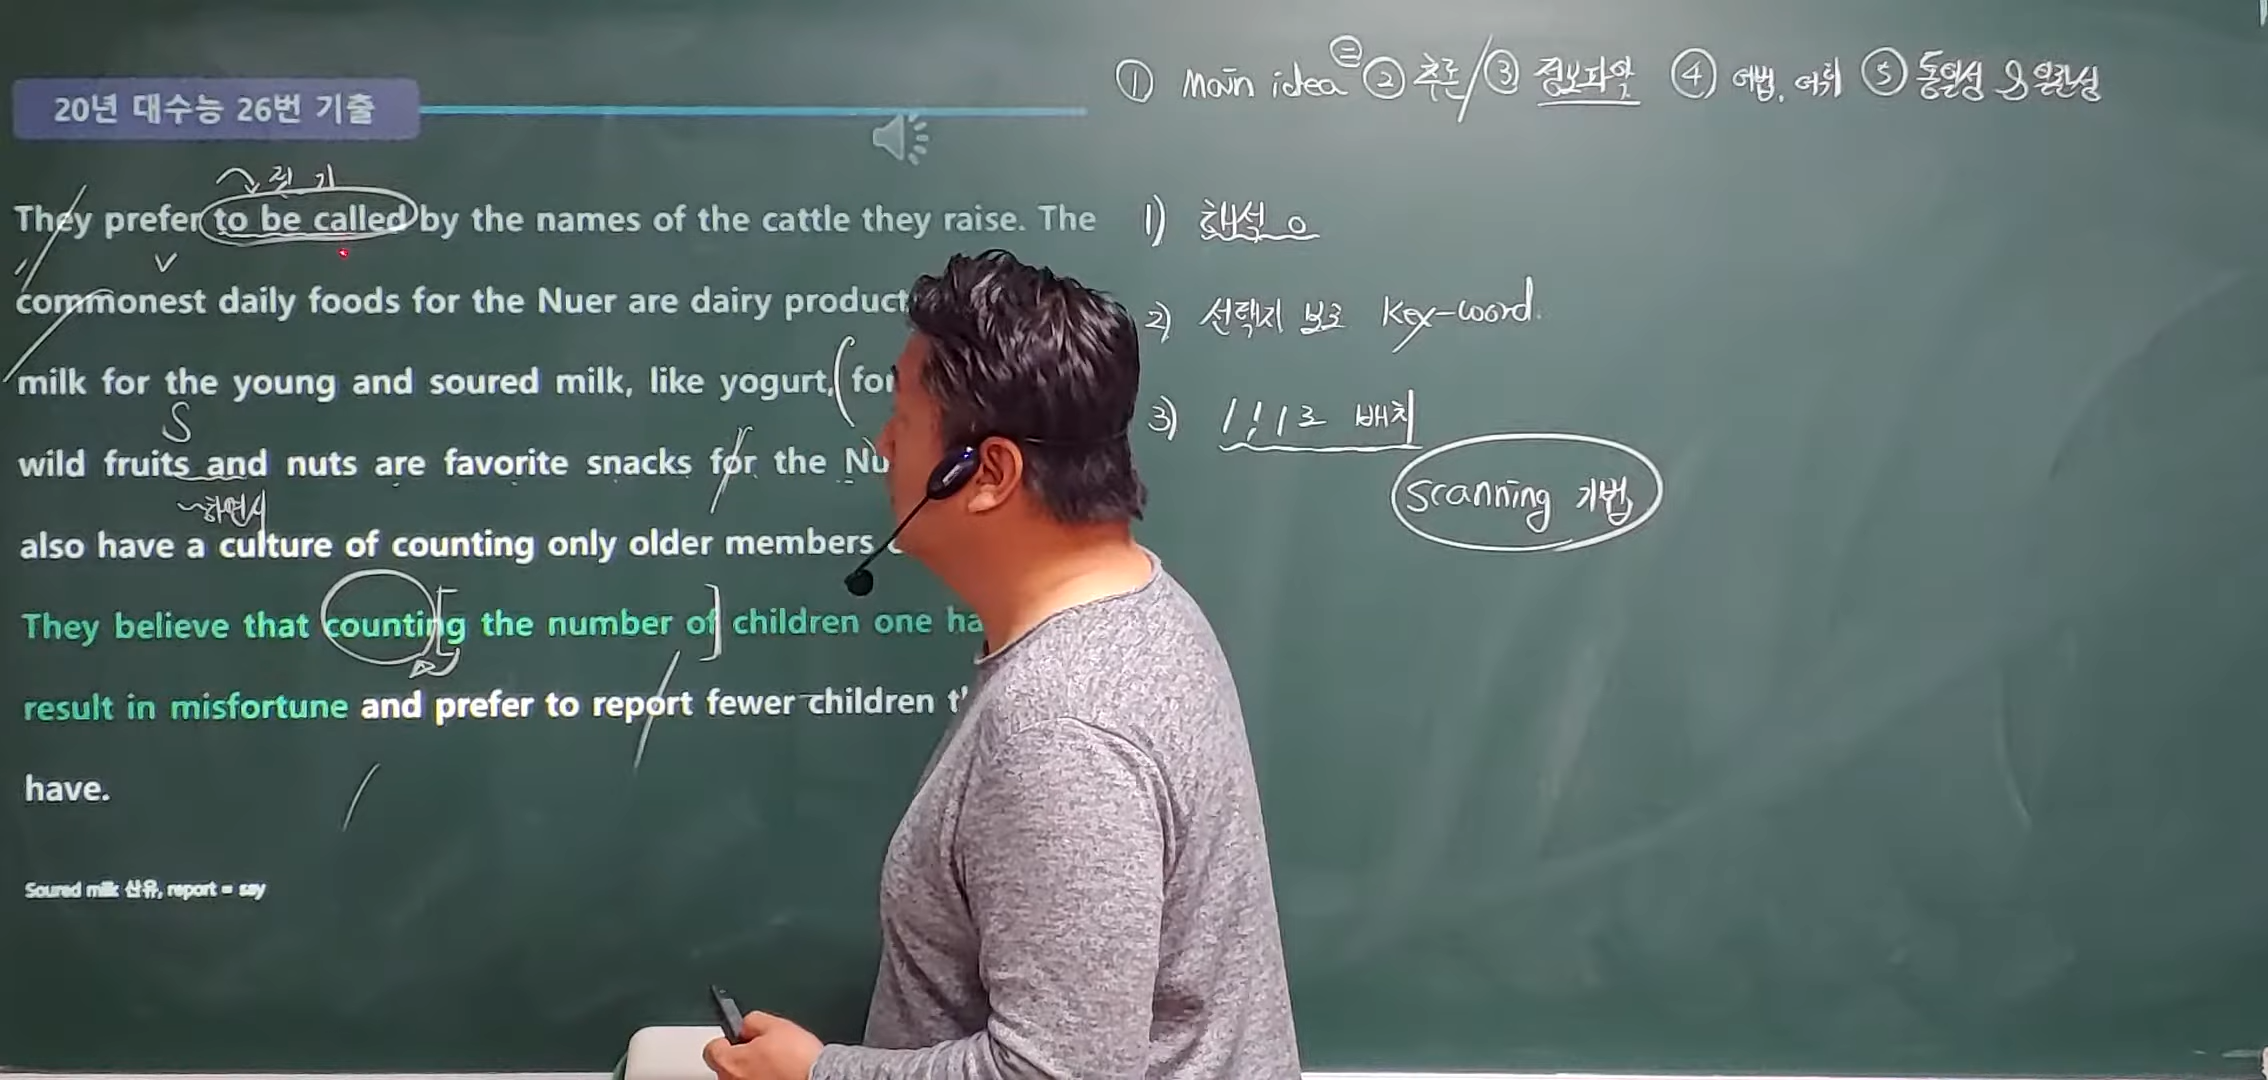 20년 대수능 26번 기출
① main idea ② 추론 / ③ 정보파악 ④ 어법, 어휘 ⑤ 통일성 일관성
They prefer to be called by the names of the cattle they raise. The
commonest daily foods for the Nuer are dairy product
milk for the young and soured milk, like yogurt, for
S
wild fruits and nuts are favorite snacks for the Nu
~하면서
also have a culture of counting only older members
They believe that counting the number of children one ha
result in misfortune and prefer to report fewer children th
have.
Soured milk 산유, report = say
1) 해석 o
2) 선택지 보고 key-word.
3) 1:1로 배치
scanning 기법